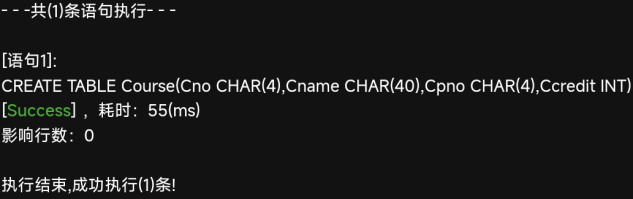 - - -共(1)条语句执行- - -
[语句1]:
CREATE TABLE Course(Cno CHAR(4),Cname CHAR(40),Cpno CHAR(4),Ccredit INT)
[Success] ，耗时：55(ms)
影响行数：0
执行结束,成功执行(1)条!